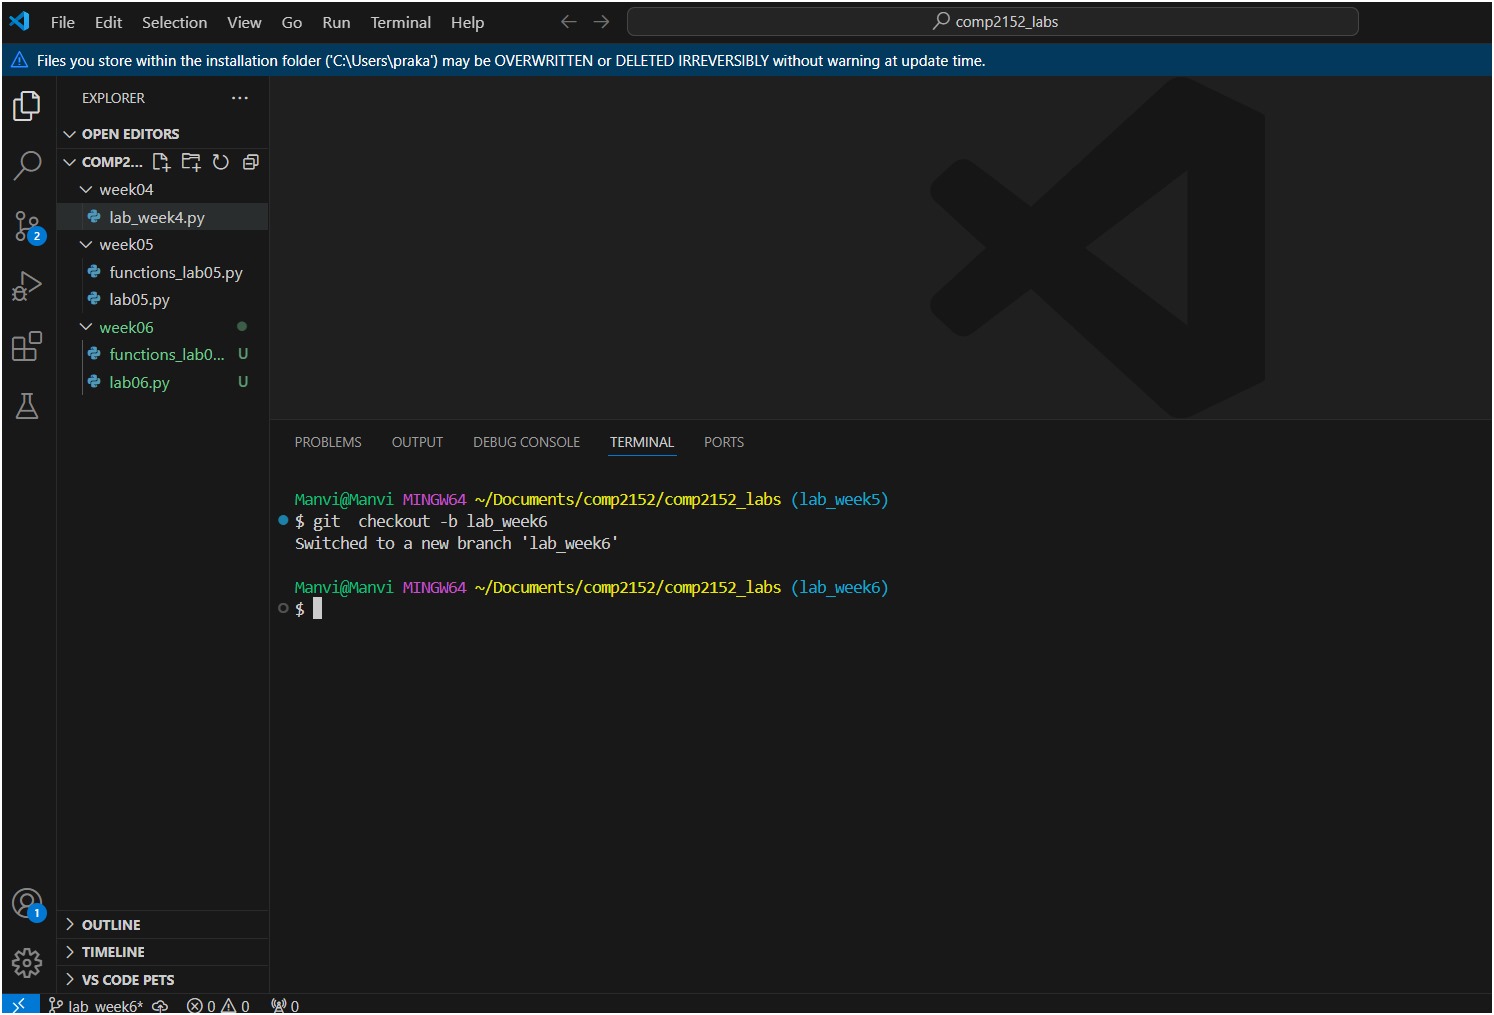 File Edit Selection View Go Run Terminal Help comp2152_labs
Files you store within the installation folder ('C:\Users\praka') may be OVERWRITTEN or DELETED IRREVERSIBLY without warning at update time.
EXPLORER ...
OPEN EDITORS
COMP2...
week04
lab_week4.py
week05
functions_lab05.py
lab05.py
week06
functions_lab0... U
lab06.py U
2
PROBLEMS OUTPUT DEBUG CONSOLE TERMINAL PORTS
Manvi@Manvi MINGW64 ~/Documents/comp2152/comp2152_labs (lab_week5)
$ git  checkout -b lab_week6
Switched to a new branch 'lab_week6'
Manvi@Manvi MINGW64 ~/Documents/comp2152/comp2152_labs (lab_week6)
$
1
OUTLINE
TIMELINE
VS CODE PETS
lab_week6* 0 0 0